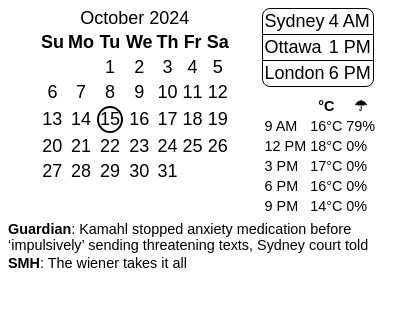 October 2024
Su Mo Tu We Th Fr Sa
1 2 3 4 5
6 7 8 9 10 11 12
13 14 15 16 17 18 19
20 21 22 23 24 25 26
27 28 29 30 31
Sydney 4 AM
Ottawa 1 PM
London 6 PM
°C ☂
9 AM 16°C 79%
12 PM 18°C 0%
3 PM 17°C 0%
6 PM 16°C 0%
9 PM 14°C 0%
Guardian: Kamahl stopped anxiety medication before
‘impulsively’ sending threatening texts, Sydney court told
SMH: The wiener takes it all